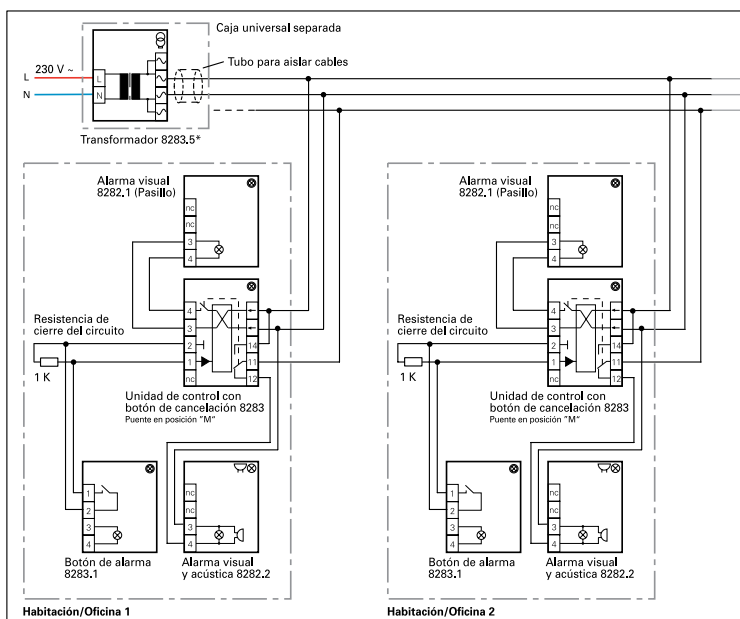 Caja universal separada
230 V ~
L
N
L
N
Tubo para aislar cables
Transformador 8283.5*
Alarma visual
8282.1 (Pasillo)
nc
nc
3
4
4
3
2
1
nc
14
11
12
Resistencia de
cierre del circuito
1 K
Unidad de control con
botón de cancelación 8283
Puente en posición "M"
1
2
3
4
Botón de alarma
8283.1
nc
nc
3
4
Alarma visual
y acústica 8282.2
Habitación/Oficina 1
Alarma visual
8282.1 (Pasillo)
nc
nc
3
4
4
3
2
1
nc
14
11
12
Resistencia de
cierre del circuito
1 K
Unidad de control con
botón de cancelación 8283
Puente en posición "M"
1
2
3
4
Botón de alarma
8283.1
nc
nc
3
4
Alarma visual
y acústica 8282.2
Habitación/Oficina 2